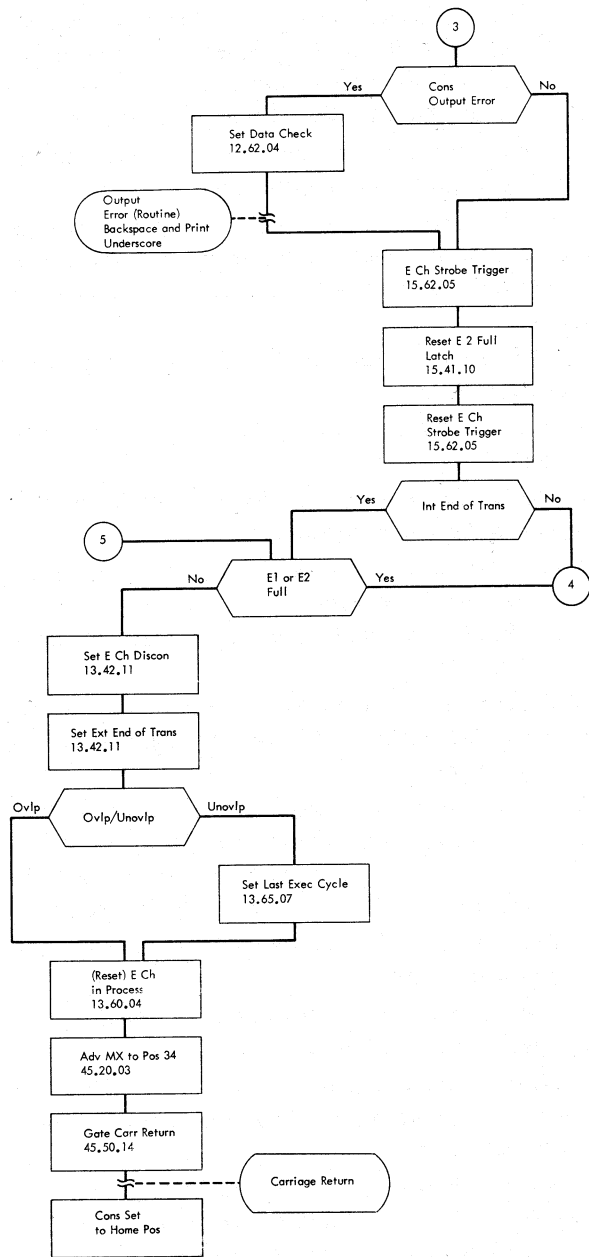 3
Yes
Cons
Output Error
No
Set Data Check
12.62.04
Output
Error (Routine)
Backspace and Print
Underscore
E Ch Strobe Trigger
15.62.05
Reset E 2 Full
Latch
15.41.10
Reset E Ch
Strobe Trigger
15.62.05
Yes
Int End of Trans
No
5
No
E1 or E2
Full
Yes
4
Set E Ch Discon
13.42.11
Set Ext End of Trans
13.42.11
Ovlp
Ovlp/Unovlp
Unovlp
Set Last Exec Cycle
13.65.07
(Reset) E Ch
in Process
13.60.04
Adv MX to Pos 34
45.20.03
Gate Carr Return
45.50.14
Carriage Return
Cons Set
to Home Pos